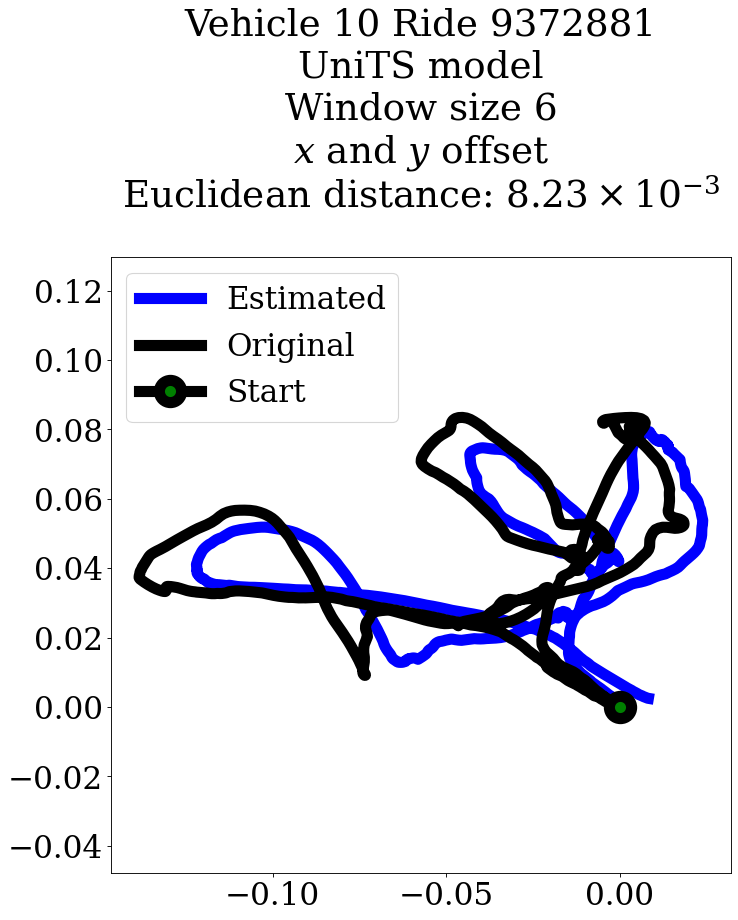 Vehicle 10 Ride 9372881
UniTS model
Window size 6
x and y offset
Euclidean distance: 8.23 × 10⁻³
Estimated
Original
Start
0.12
0.10
0.08
0.06
0.04
0.02
0.00
−0.02
−0.04
−0.10
−0.05
0.00